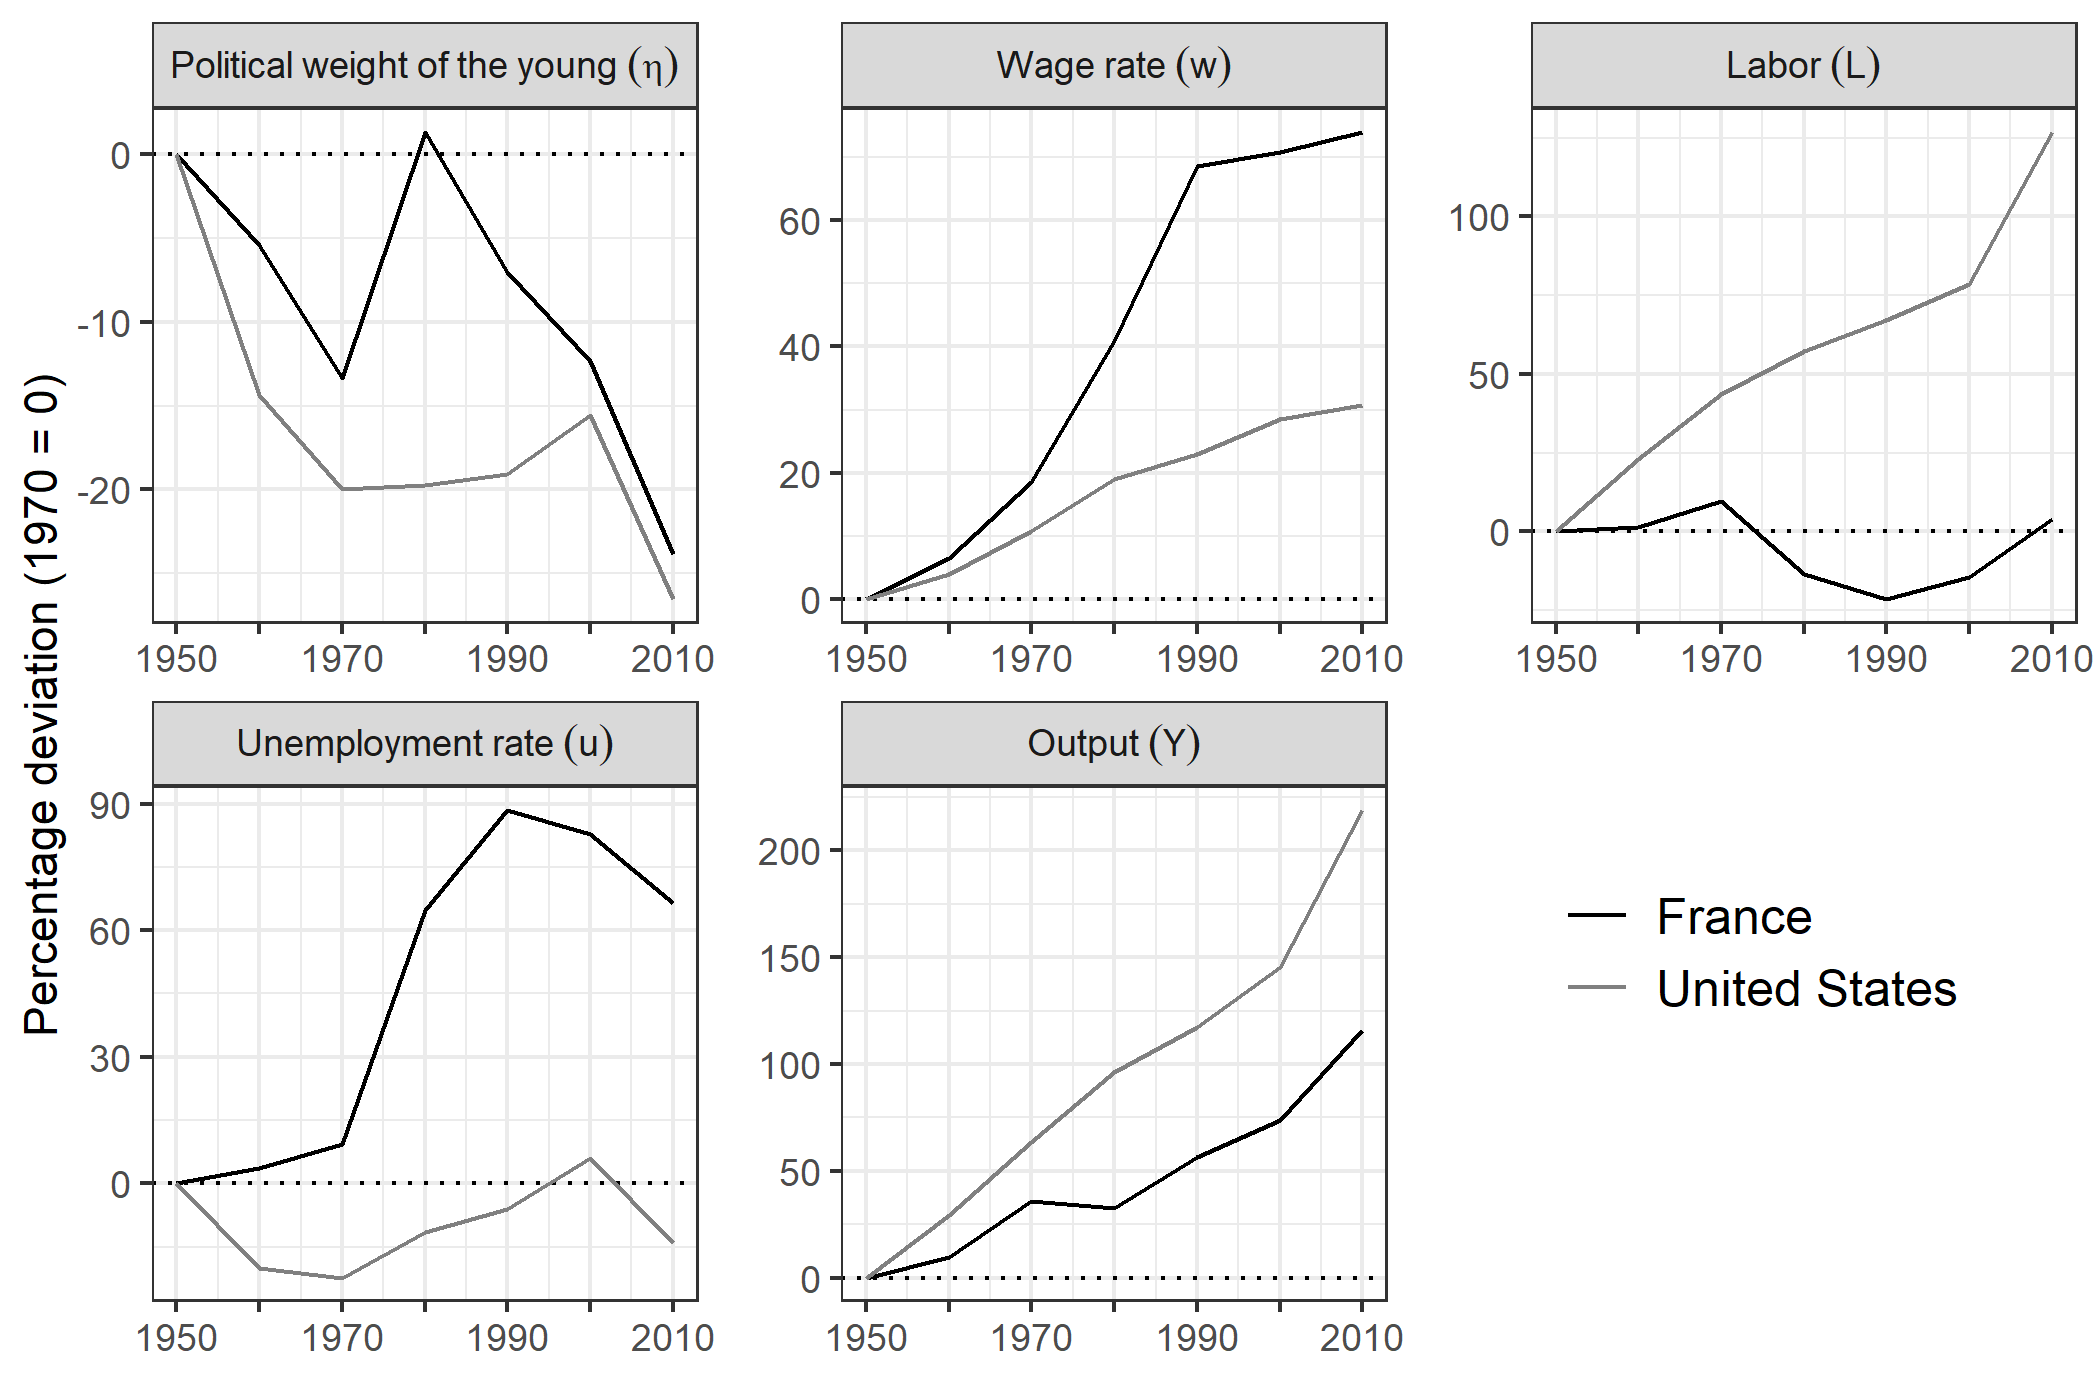 Percentage deviation (1970 = 0)
Political weight of the young (η)
0
-10
-20
1950 1970 1990 2010
Wage rate (w)
60
40
20
0
1950 1970 1990 2010
Labor (L)
100
50
0
1950 1970 1990 2010
Unemployment rate (u)
90
60
30
0
1950 1970 1990 2010
Output (Y)
200
150
100
50
0
1950 1970 1990 2010
France
United States